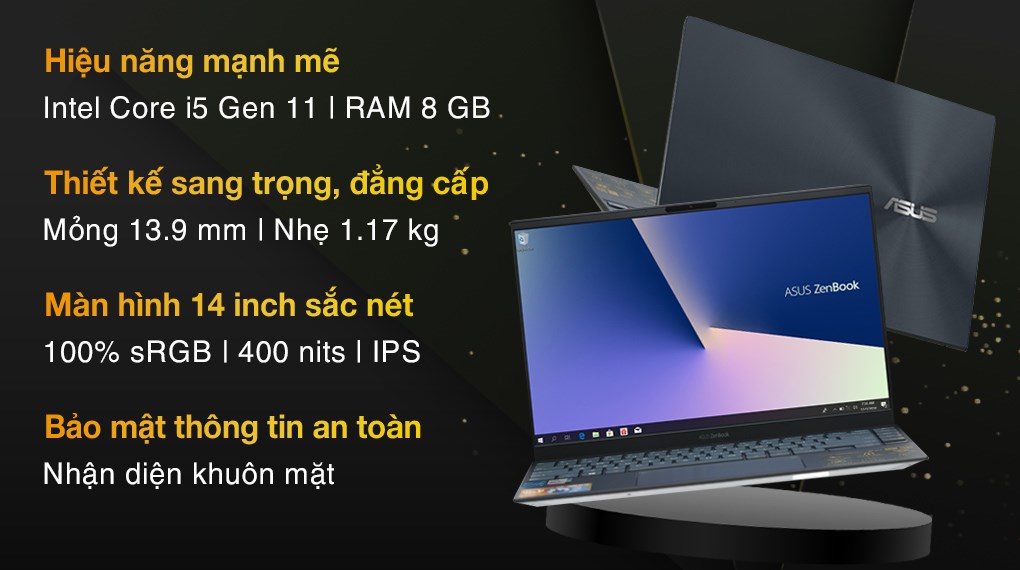 Hiệu năng mạnh mẽ
Intel Core i5 Gen 11 | RAM 8 GB
Thiết kế sang trọng, đẳng cấp
Mỏng 13.9 mm | Nhẹ 1.17 kg
Màn hình 14 inch sắc nét
100% sRGB | 400 nits | IPS
Bảo mật thông tin an toàn
Nhận diện khuôn mặt
ASUS
ASUS ZenBook
ASUS ZenBook